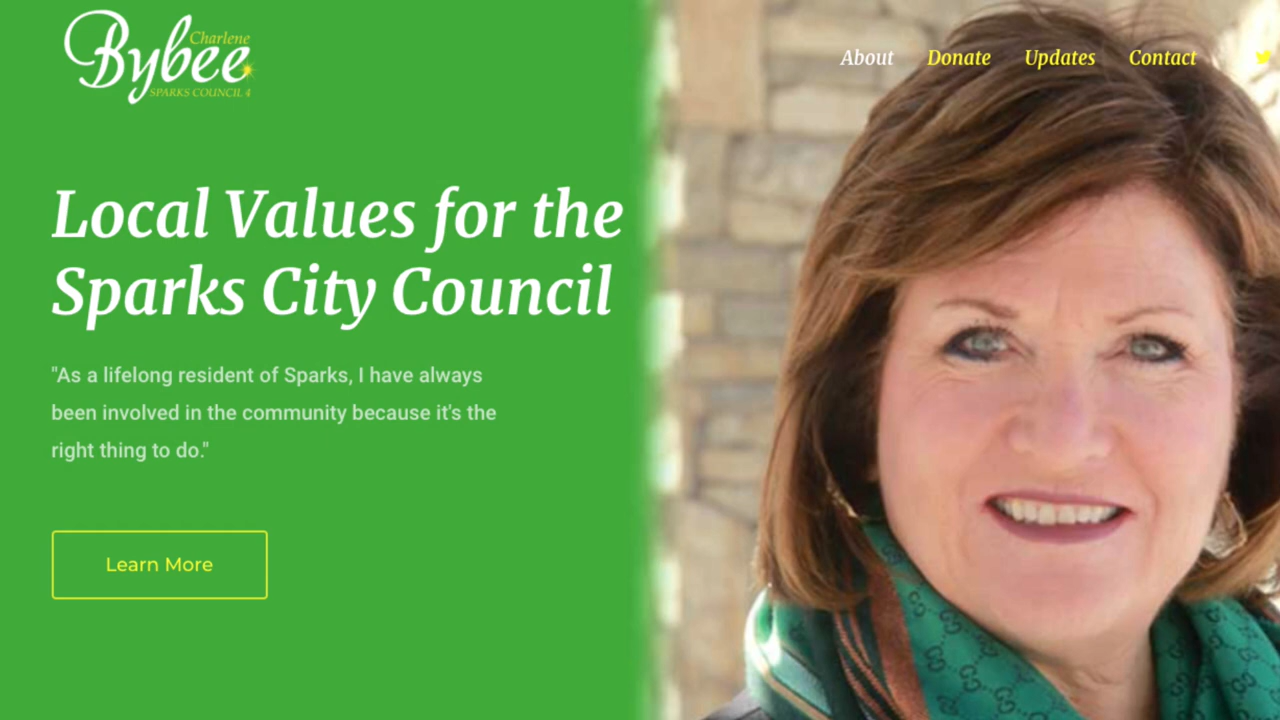 Charlene
Bybee
SPARKS COUNCIL 4
About Donate Updates Contact
Local Values for the
Sparks City Council
"As a lifelong resident of Sparks, I have always
been involved in the community because it's the
right thing to do."
Learn More